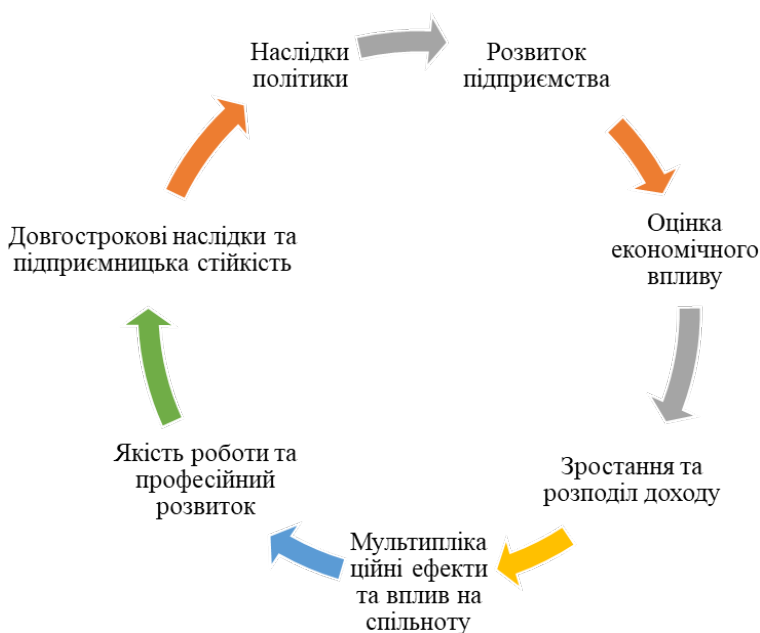 Наслідки
політики
Розвиток
підприємства
Оцінка
економічного
впливу
Зростання та
розподіл доходу
Мультипліка
ційні ефекти
та вплив на
спільноту
Якість роботи та
професійний
розвиток
Довгострокові наслідки та
підприємницька стійкість